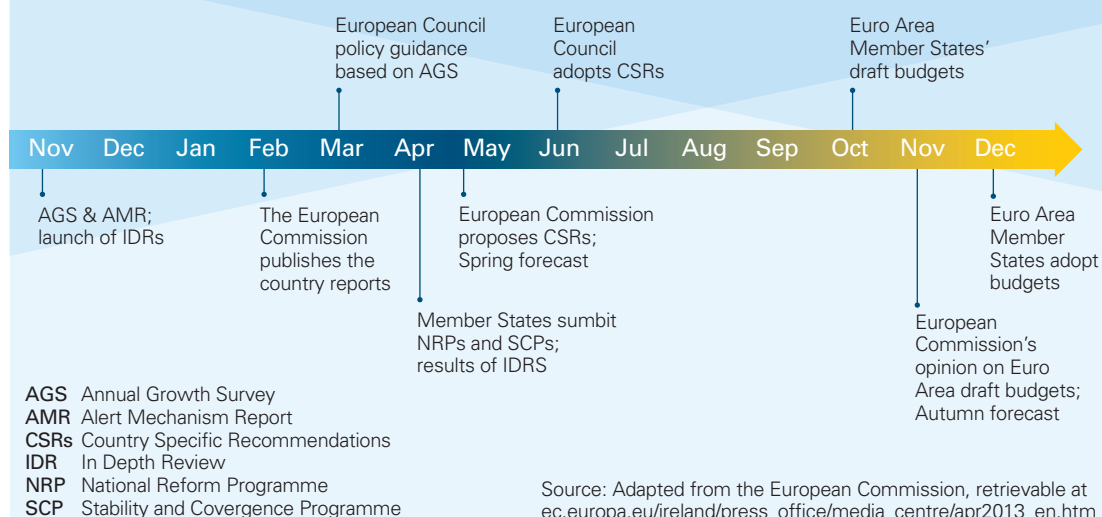 European Council
policy guidance
based on AGS
European
Council
adopts CSRs
Euro Area
Member States’
draft budgets
Nov Dec Jan Feb Mar Apr May Jun Jul Aug Sep Oct Nov Dec
AGS & AMR;
launch of IDRs
The European
Commission
publishes the
country reports
Member States sumbit
NRPs and SCPs;
results of IDRS
European Commission
proposes CSRs;
Spring forecast
European
Commission’s
opinion on Euro
Area draft budgets;
Autumn forecast
Euro Area
Member
States adopt
budgets
AGS Annual Growth Survey
AMR Alert Mechanism Report
CSRs Country Specific Recommendations
IDR In Depth Review
NRP National Reform Programme
SCP Stability and Covergence Programme
Source: Adapted from the European Commission, retrievable at
ec.europa.eu/ireland/press_office/media_centre/apr2013_en.htm